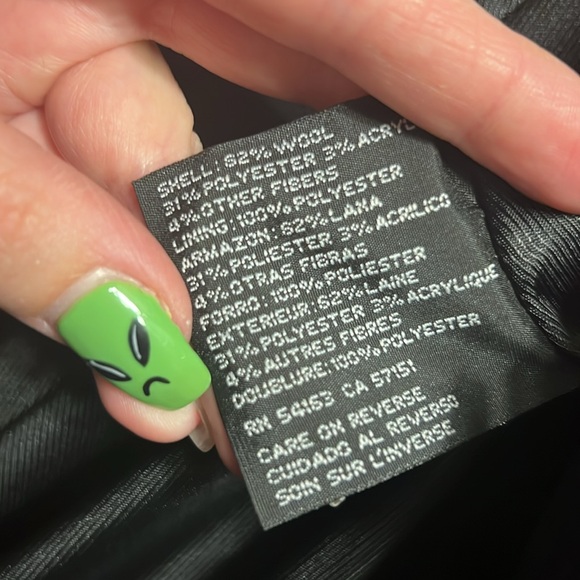 SHELL: 62% WOOL
31% POLYESTER 3% ACRYL
4% OTHER FIBERS
LINING: 100% POLYESTER
ARMAZON: 62% LANA
31% POLIESTER 3% ACRILICO
4% OTRAS FIBRAS
FORRO: 100% POLIESTER
EXTERIEUR: 62% LAINE
31% POLYESTER 3% ACRYLIQUE
4% AUTRES FIBRES
DOUBLURE: 100% POLYESTER
RN 54163 CA 57151
CARE ON REVERSE
CUIDADO AL REVERSO
SOIN SUR L'INVERSE